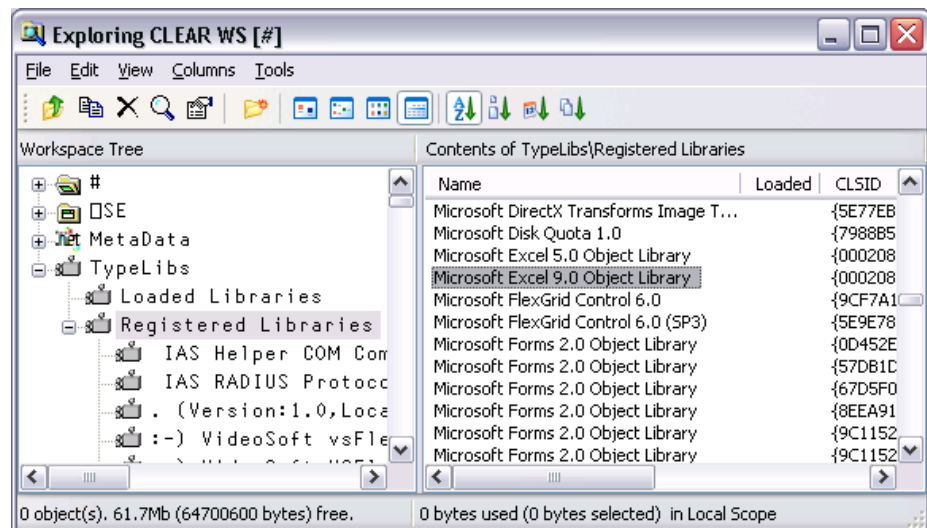 Exploring CLEAR WS [#]
File Edit View Columns Tools
Workspace Tree
#
⎕SE
MetaData
TypeLibs
Loaded Libraries
Registered Libraries
IAS Helper COM Com
IAS RADIUS Protoco
. (Version:1.0,Loca
:-) VideoSoft vsFle
Contents of TypeLibs\Registered Libraries
Name Loaded CLSID
Microsoft DirectX Transforms Image T... {5E77EB
Microsoft Disk Quota 1.0 {7988B5
Microsoft Excel 5.0 Object Library {000208
Microsoft Excel 9.0 Object Library {000208
Microsoft FlexGrid Control 6.0 {9CF7A1
Microsoft FlexGrid Control 6.0 (SP3) {5E9E78
Microsoft Forms 2.0 Object Library {0D452E
Microsoft Forms 2.0 Object Library {57DB1D
Microsoft Forms 2.0 Object Library {67D5F0
Microsoft Forms 2.0 Object Library {8EEA91
Microsoft Forms 2.0 Object Library {9C1152
Microsoft Forms 2.0 Object Library {9C1152
0 object(s). 61.7Mb (64700600 bytes) free.
0 bytes used (0 bytes selected) in Local Scope